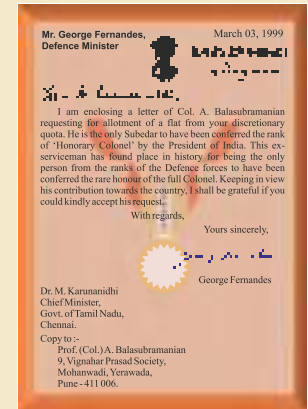 Mr. George Fernandes,
Defence Minister
March 03, 1999
I am enclosing a letter of Col. A. Balasubramanian
requesting for allotment of a flat from your discretionary
quota. He is the only Subedar to have been conferred the rank
of ‘Honorary Colonel’ by the President of India. This ex-
serviceman has found place in history for being the only
person from the ranks of the Defence forces to have been
conferred the rare honour of the full Colonel. Keeping in view
his contribution towards the country, I shall be grateful if you
could kindly accept his request.
With regards,
Yours sincerely,
George Fernandes
Dr. M. Karunanidhi
Chief Minister,
Govt. of Tamil Nadu,
Chennai.
Copy to :-
Prof. (Col.) A. Balasubramanian
9, Vignahar Prasad Society,
Mohanwadi, Yerawada,
Pune - 411 006.